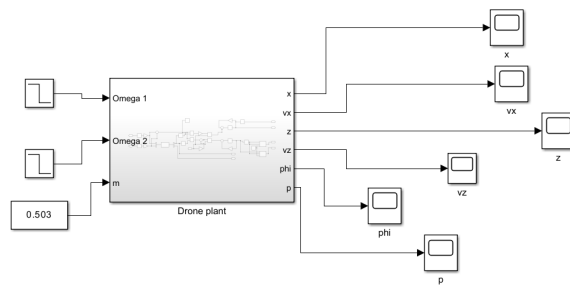 x
vx
z
vz
phi
p
Omega 1
Omega 2
m
x
vx
z
vz
phi
p
0.503
Drone plant